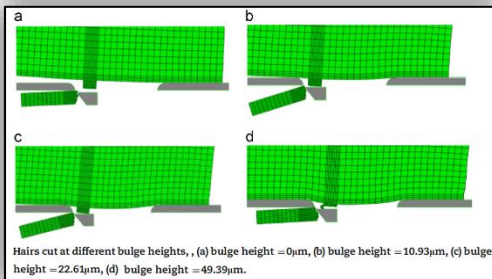 a
b
c
d
Hairs cut at different bulge heights, , (a) bulge height =0μm, (b) bulge height =10.93μm, (c) bulge
height =22.61μm, (d) bulge height =49.39μm.